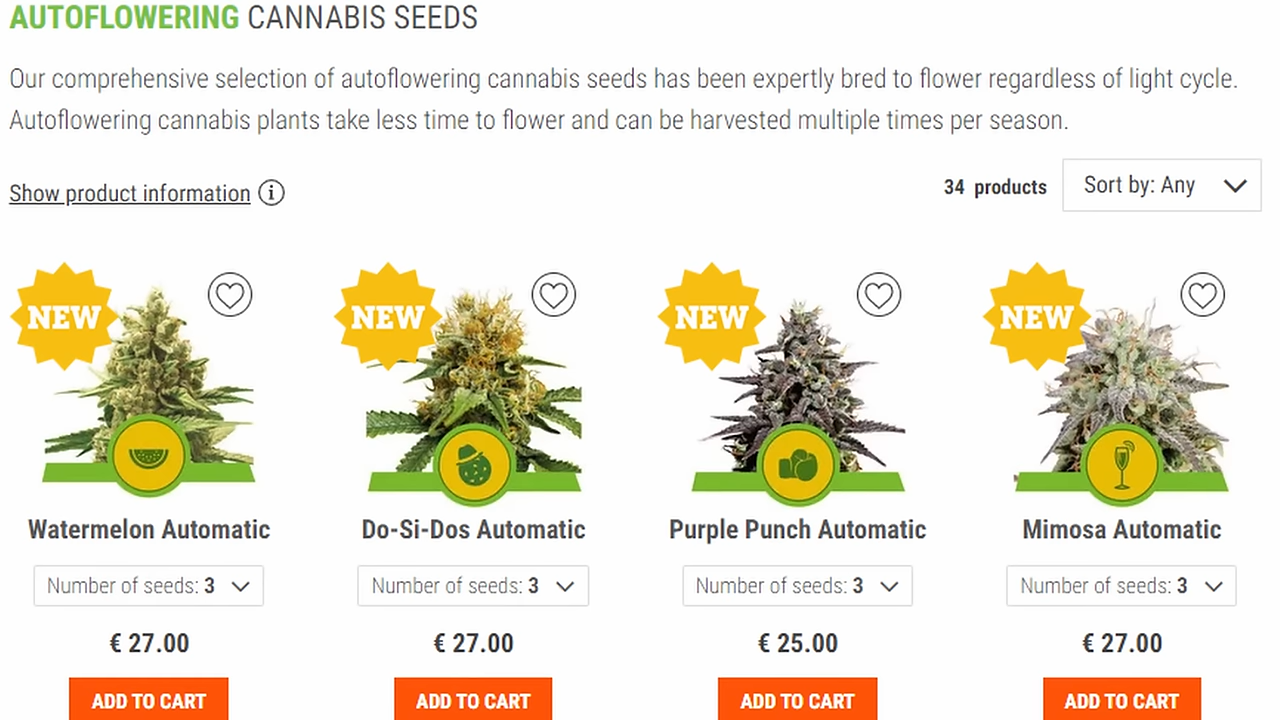 AUTOFLOWERING CANNABIS SEEDS
Our comprehensive selection of autoflowering cannabis seeds has been expertly bred to flower regardless of light cycle.
Autoflowering cannabis plants take less time to flower and can be harvested multiple times per season.
Show product information i
34 products
Sort by: Any
NEW NEW NEW NEW
Watermelon Automatic Do-Si-Dos Automatic Purple Punch Automatic Mimosa Automatic
Number of seeds: 3 Number of seeds: 3 Number of seeds: 3 Number of seeds: 3
€ 27.00 € 27.00 € 25.00 € 27.00
ADD TO CART ADD TO CART ADD TO CART ADD TO CART